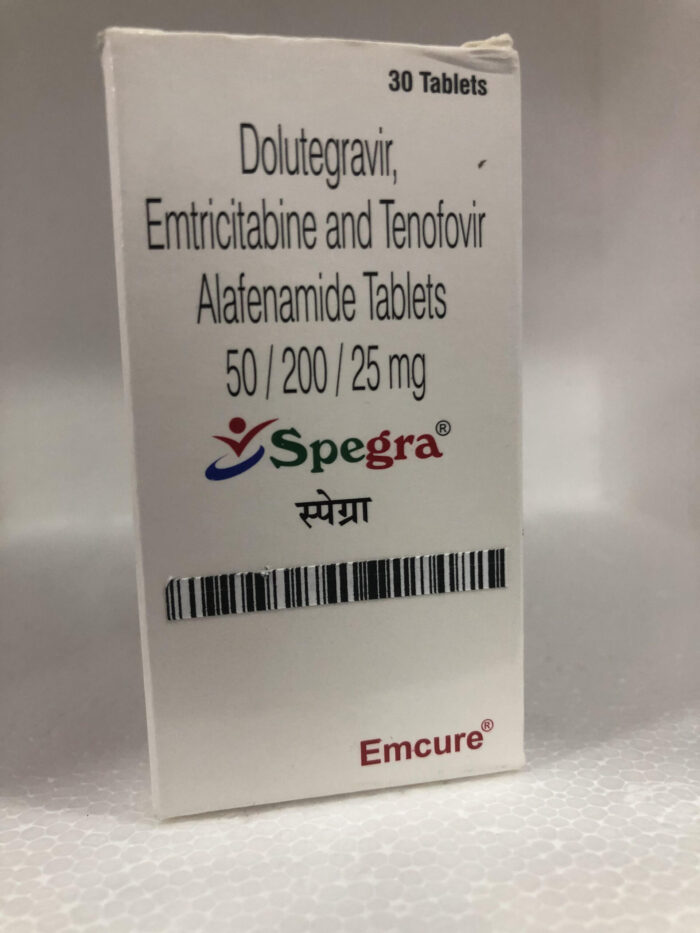 30 Tablets
Dolutegravir,
Emtricitabine and Tenofovir
Alafenamide Tablets
50 / 200 / 25 mg
Spegra®
स्पेग्रा
Emcure®